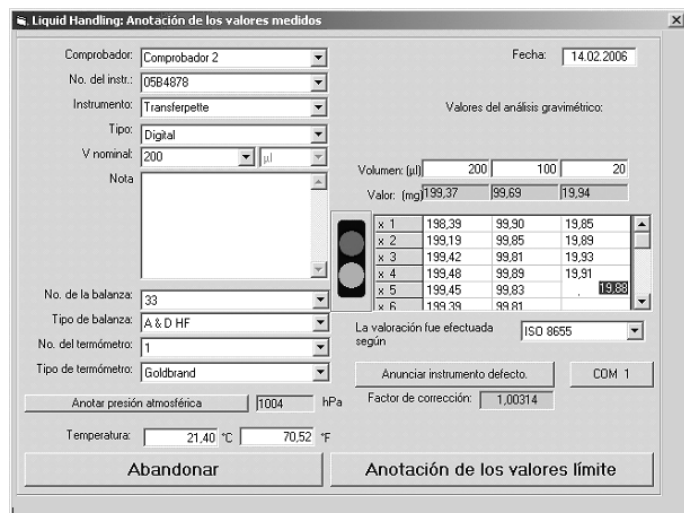 Liquid Handling: Anotación de los valores medidos
Comprobador: Comprobador 2
Fecha: 14.02.2006
No. del instr.: 05B4878
Instrumento: Transferpette
Valores del análisis gravimétrico:
Tipo: Digital
V nominal: 200 µl
Nota
Volumen: (µl) 200 100 20
Valor: (mg) 199,37 99,69 19,94
x 1 198,39 99,90 19,85
x 2 199,19 99,85 19,89
x 3 199,42 99,81 19,93
x 4 199,48 99,89 19,91
x 5 199,45 99,83 19,88
x 6 199,39 99,81
No. de la balanza: 33
Tipo de balanza: A & D HF
La valoración fue efectuada
según
ISO 8655
No. del termómetro: 1
Tipo de termómetro: Goldbrand
Anunciar instrumento defecto. COM 1
Anotar presión atmosférica 1004 hPa
Factor de corrección: 1,00314
Temperatura: 21,40 °C 70,52 °F
Abandonar
Anotación de los valores límite